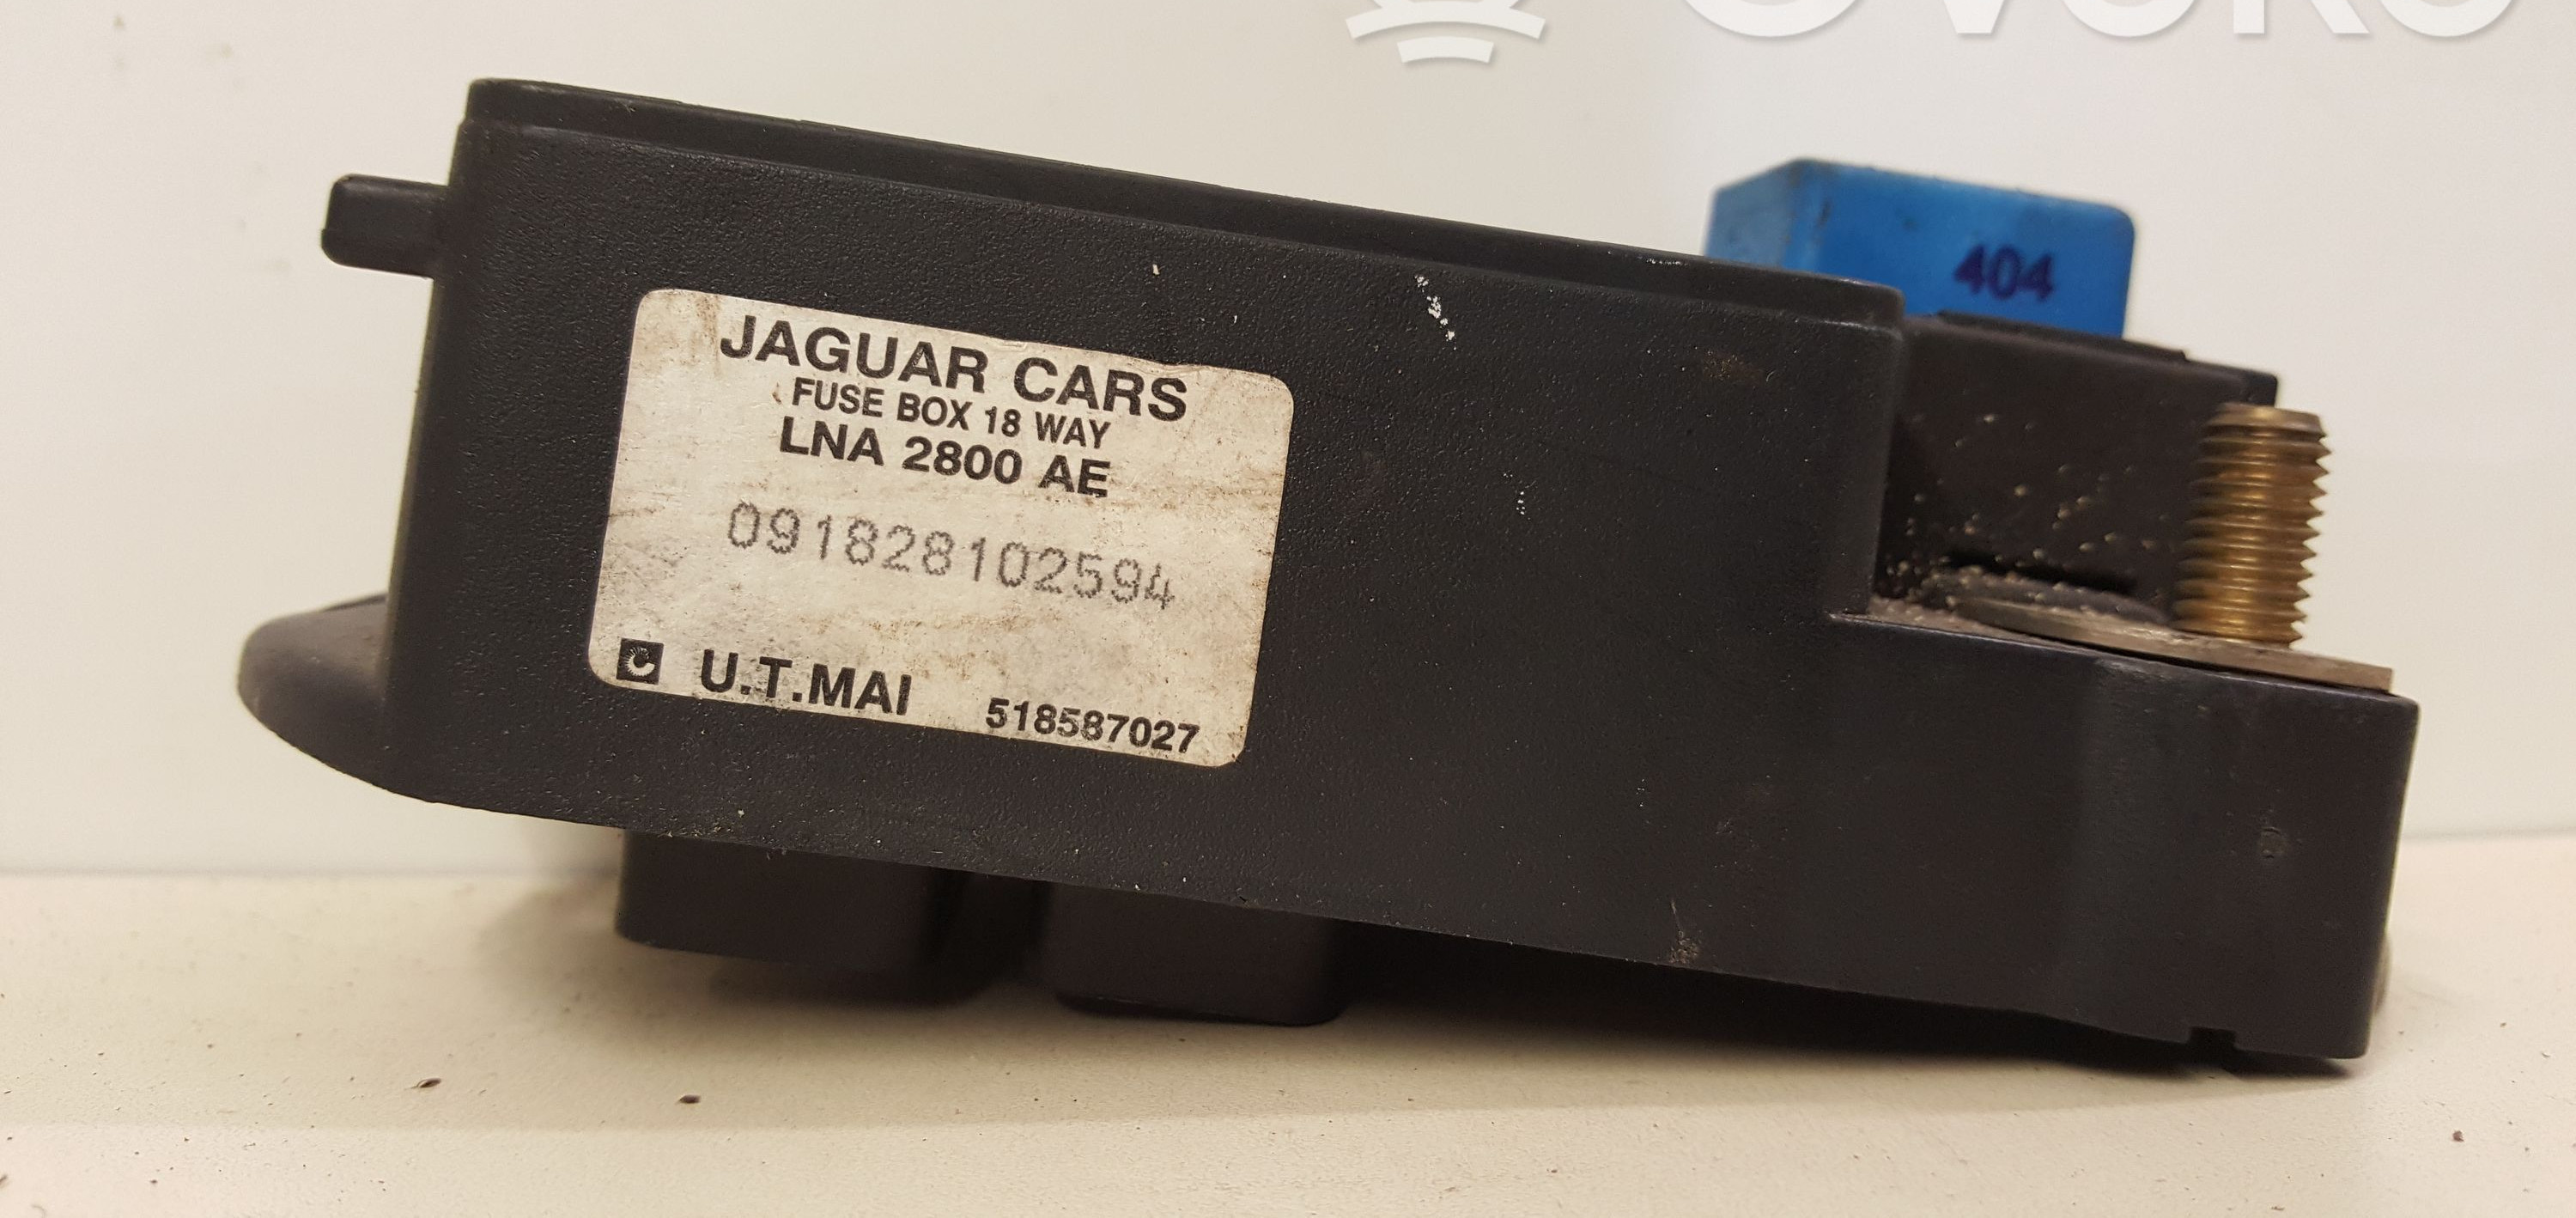 404
JAGUAR CARS
FUSE BOX 18 WAY
LNA 2800 AE
091828102594
U.T.MAI 518587027